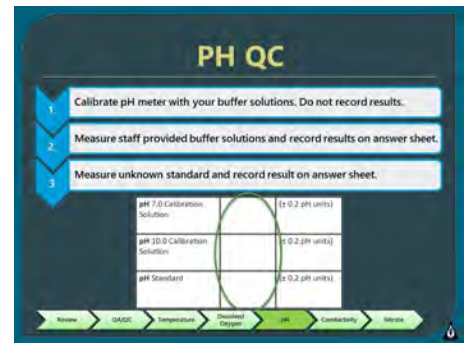 PH QC
1. Calibrate pH meter with your buffer solutions. Do not record results.
2. Measure staff provided buffer solutions and record results on answer sheet.
3 Measure unknown standard and record result on answer sheet.
pH 7.0 Calibration Solution (± 0.2 pH units)
pH 10.0 Calibration Solution (± 0.2 pH units)
pH Standard (± 0.2 pH units)
Review QA/QC Temperature Dissolved Oxygen pH Conductivity Nitrate